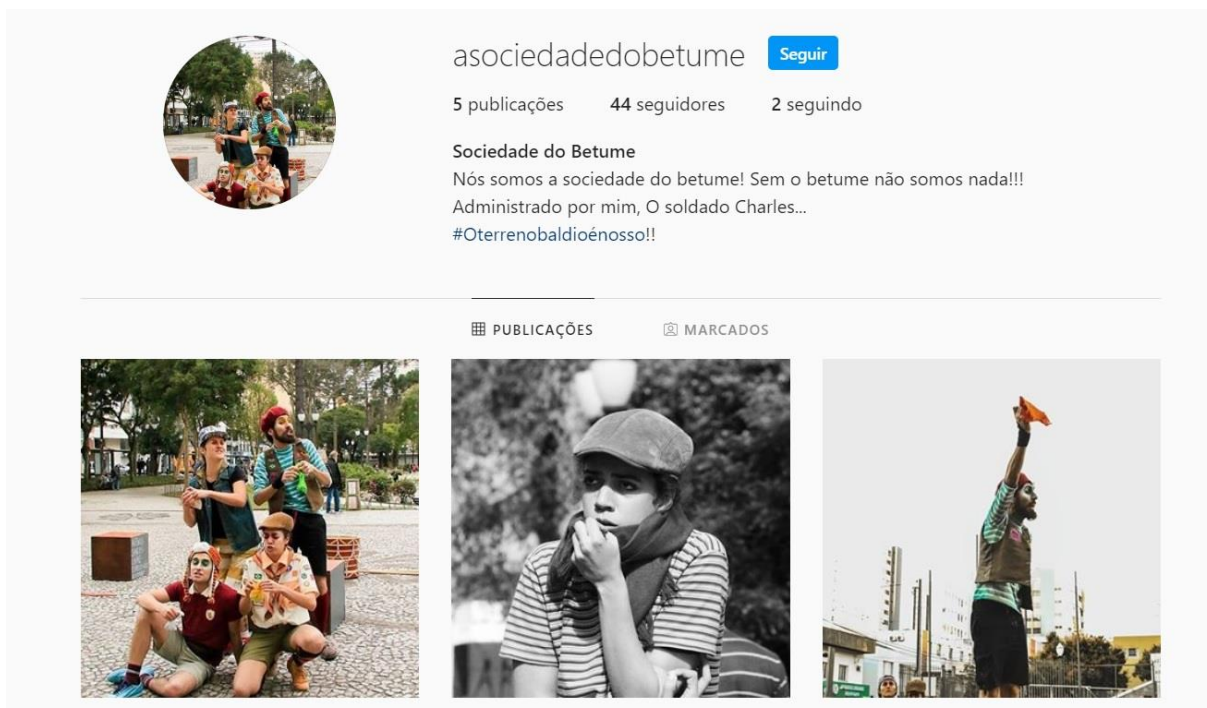 asociedadedobetume Seguir
5 publicações 44 seguidores 2 seguindo
Sociedade do Betume
Nós somos a sociedade do betume! Sem o betume não somos nada!!!
Administrado por mim, O soldado Charles...
#Oterrenobaldioénosso!!
PUBLICAÇÕES MARCADOS